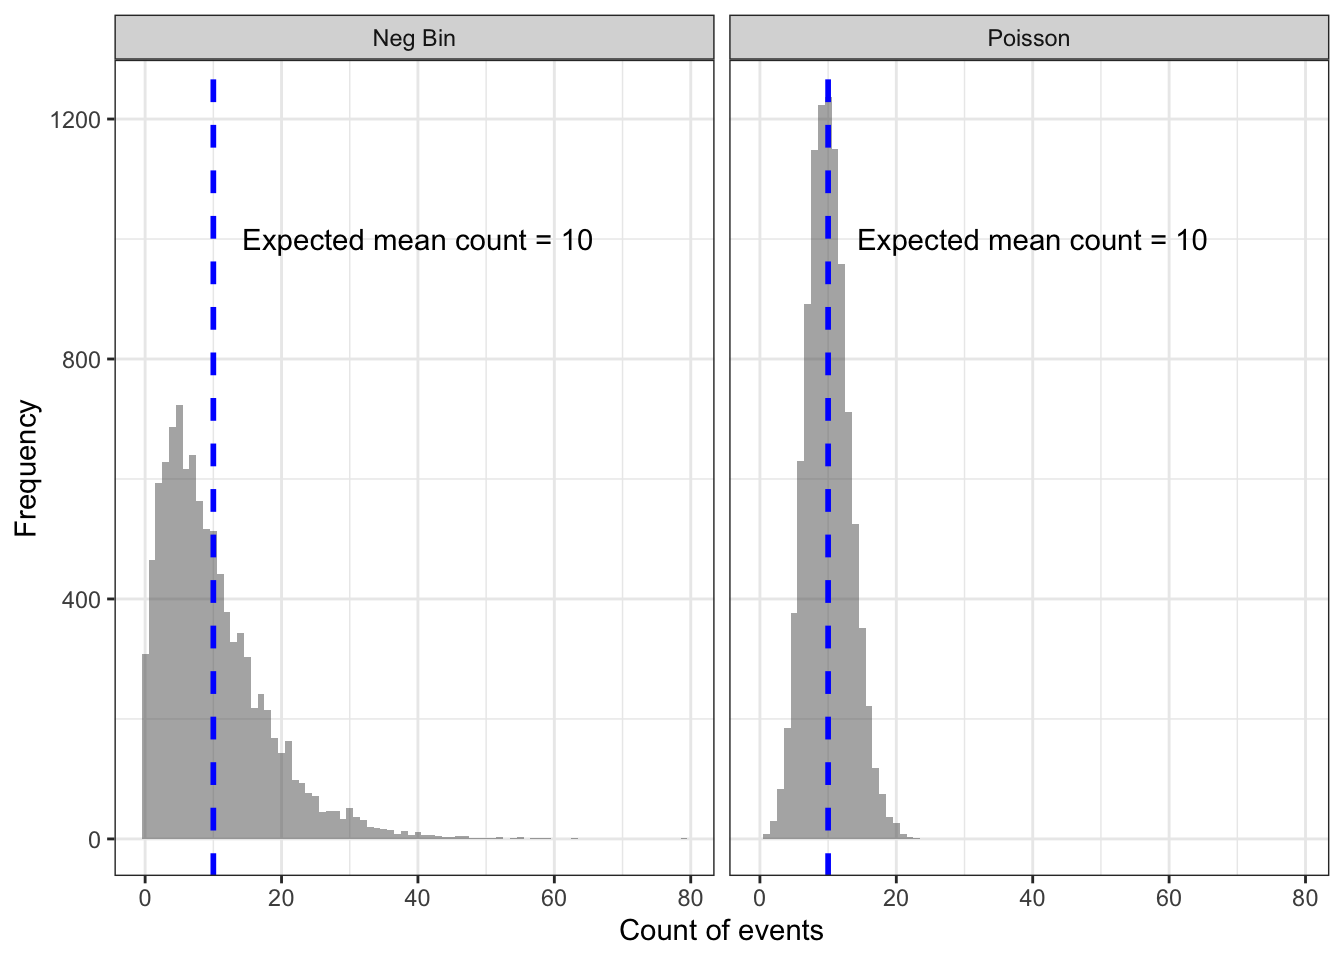 Neg Bin
Poisson
1200
800
400
0
Frequency
Expected mean count = 10
Expected mean count = 10
0 20 40 60 80
0 20 40 60 80
Count of events